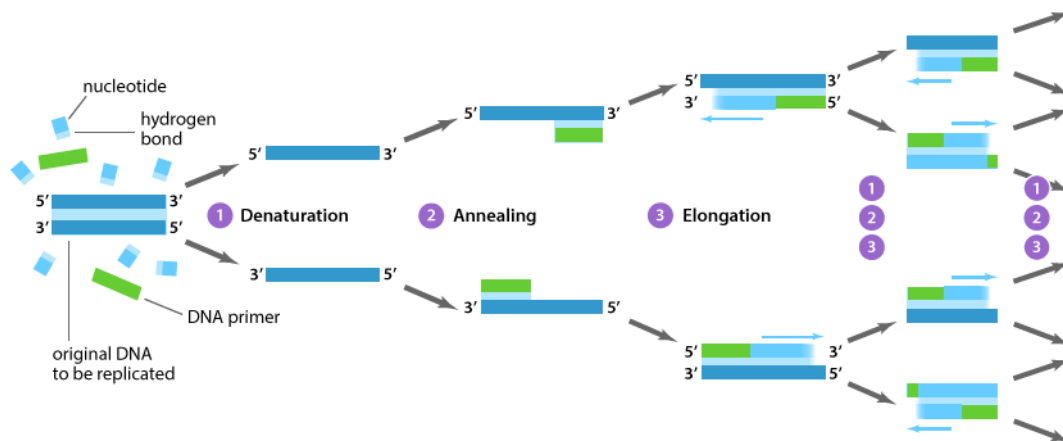 nucleotide
hydrogen
bond
5’ 3’
3’ 5’
DNA primer
original DNA
to be replicated
5’ 3’
1 Denaturation
3’ 5’
5’ 3’
2 Annealing
3’ 5’
5’ 3’
3’ 5’
3 Elongation
5’ 3’
3’ 5’
1
2
3
1
2
3